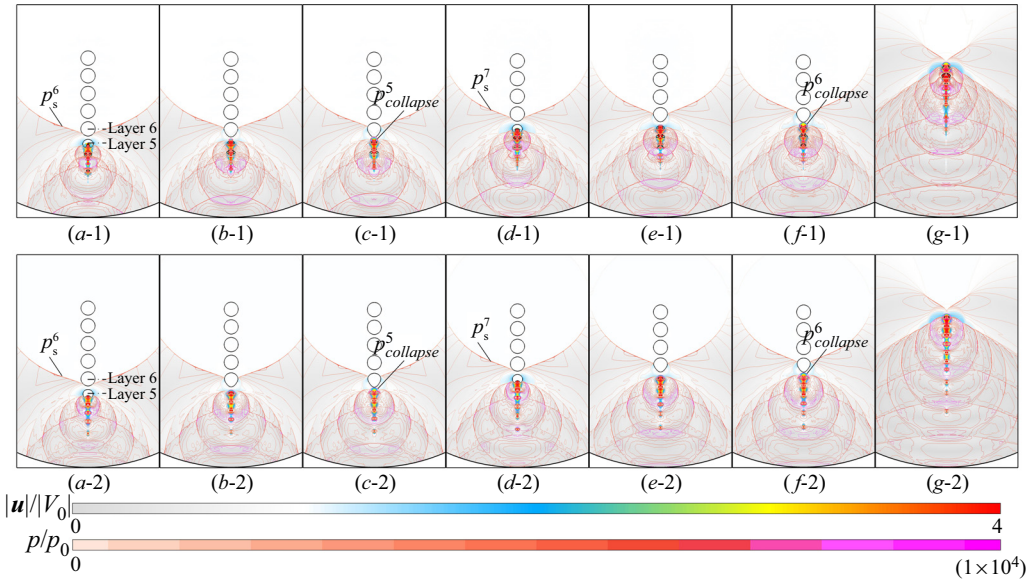 p_s^6
Layer 6
Layer 5
p_collapse^5
p_s^7
p_collapse^6
(a-1) (b-1) (c-1) (d-1) (e-1) (f-1) (g-1)
p_s^6
Layer 6
Layer 5
p_collapse^5
p_s^7
p_collapse^6
(a-2) (b-2) (c-2) (d-2) (e-2) (f-2) (g-2)
|u|/|V_0|
0 4
p/p_0
0 (1×10^4)